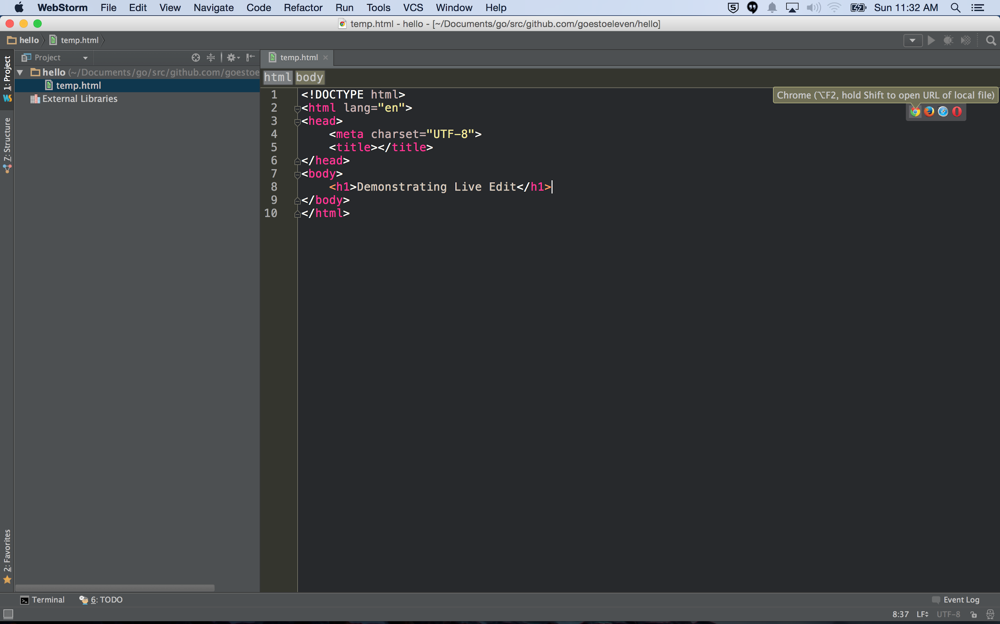 WebStorm File Edit View Navigate Code Refactor Run Tools VCS Window Help Sun 11:32 AM
temp.html - hello - [~/Documents/go/src/github.com/goestoeleven/hello]
hello temp.html
1: Project
Project
temp.html
hello (~/Documents/go/src/github.com/goestoe
temp.html
External Libraries
7: Structure
2: Favorites
html body
Chrome (⌥F2, hold Shift to open URL of local file)
1 <!DOCTYPE html>
2 <html lang="en">
3 <head>
4 <meta charset="UTF-8">
5 <title></title>
6 </head>
7 <body>
8 <h1>Demonstrating Live Edit</h1>
9 </body>
10 </html>
Terminal 6: TODO Event Log
8:37 LF UTF-8